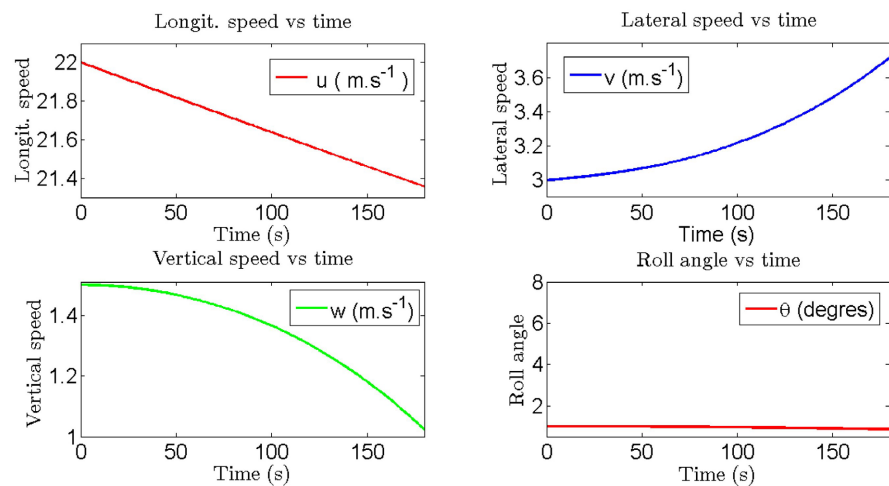 Longit. speed vs time
22
21.8
21.6
21.4
Longit. speed
u ( m.s-1 )
0 50 100 150
Time (s)
Lateral speed vs time
3.6
3.4
3.2
3
Lateral speed
v (m.s-1)
0 50 100 150
Time (s)
Vertical speed vs time
1.4
1.2
1
Vertical speed
w (m.s-1)
0 50 100 150
Time (s)
Roll angle vs time
8
6
4
2
Roll angle
θ (degres)
0 50 100 150
Time (s)